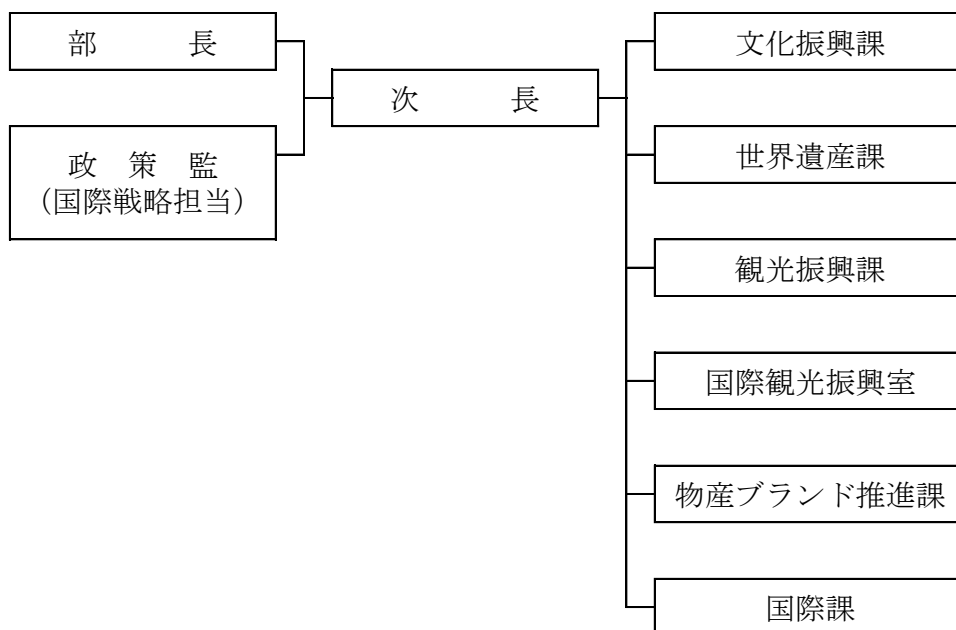 部　　　長
政　策　監
(国際戦略担当)
次　　　長
文化振興課
世界遺産課
観光振興課
国際観光振興室
物産ブランド推進課
国際課